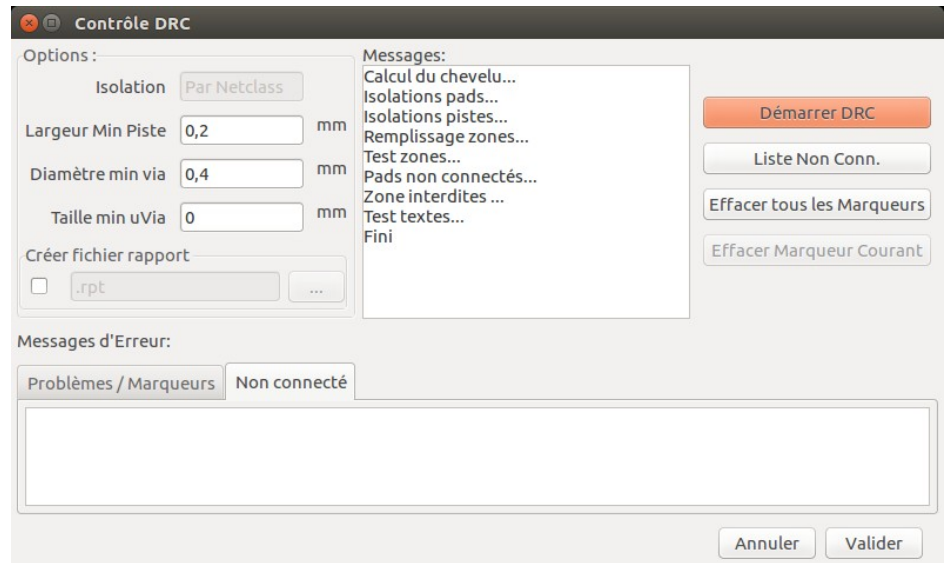 Contrôle DRC
Options :
Isolation Par Netclass
Largeur Min Piste 0,2 mm
Diamètre min via 0,4 mm
Taille min uVia 0 mm
Créer fichier rapport
.rpt ...
Messages:
Calcul du chevelu...
Isolations pads...
Isolations pistes...
Remplissage zones...
Test zones...
Pads non connectés...
Zone interdites ...
Test textes...
Fini
Démarrer DRC
Liste Non Conn.
Effacer tous les Marqueurs
Effacer Marqueur Courant
Messages d'Erreur:
Problèmes / Marqueurs Non connecté
Annuler Valider